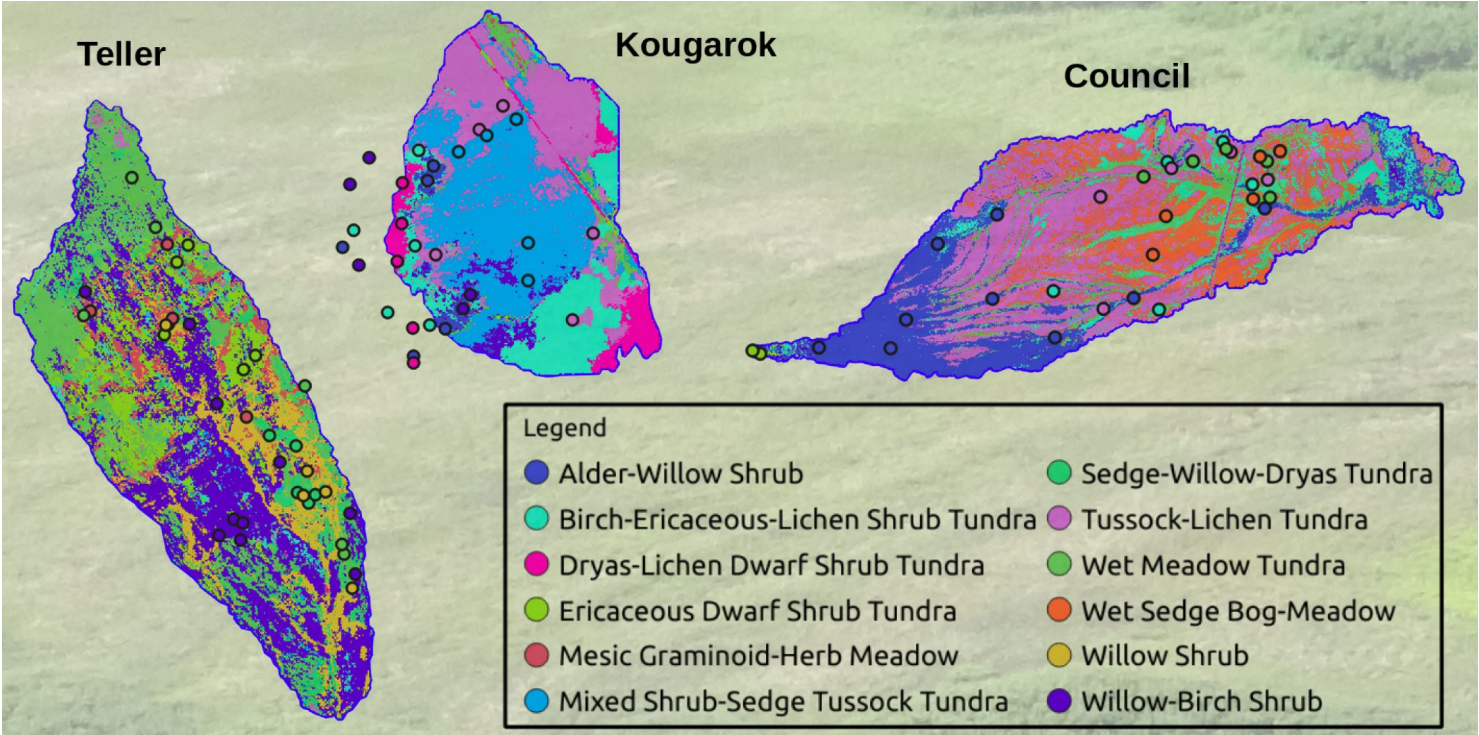 Teller
Kougarok
Council
Legend
Alder-Willow Shrub
Birch-Ericaceous-Lichen Shrub Tundra
Dryas-Lichen Dwarf Shrub Tundra
Ericaceous Dwarf Shrub Tundra
Mesic Graminoid-Herb Meadow
Mixed Shrub-Sedge Tussock Tundra
Sedge-Willow-Dryas Tundra
Tussock-Lichen Tundra
Wet Meadow Tundra
Wet Sedge Bog-Meadow
Willow Shrub
Willow-Birch Shrub